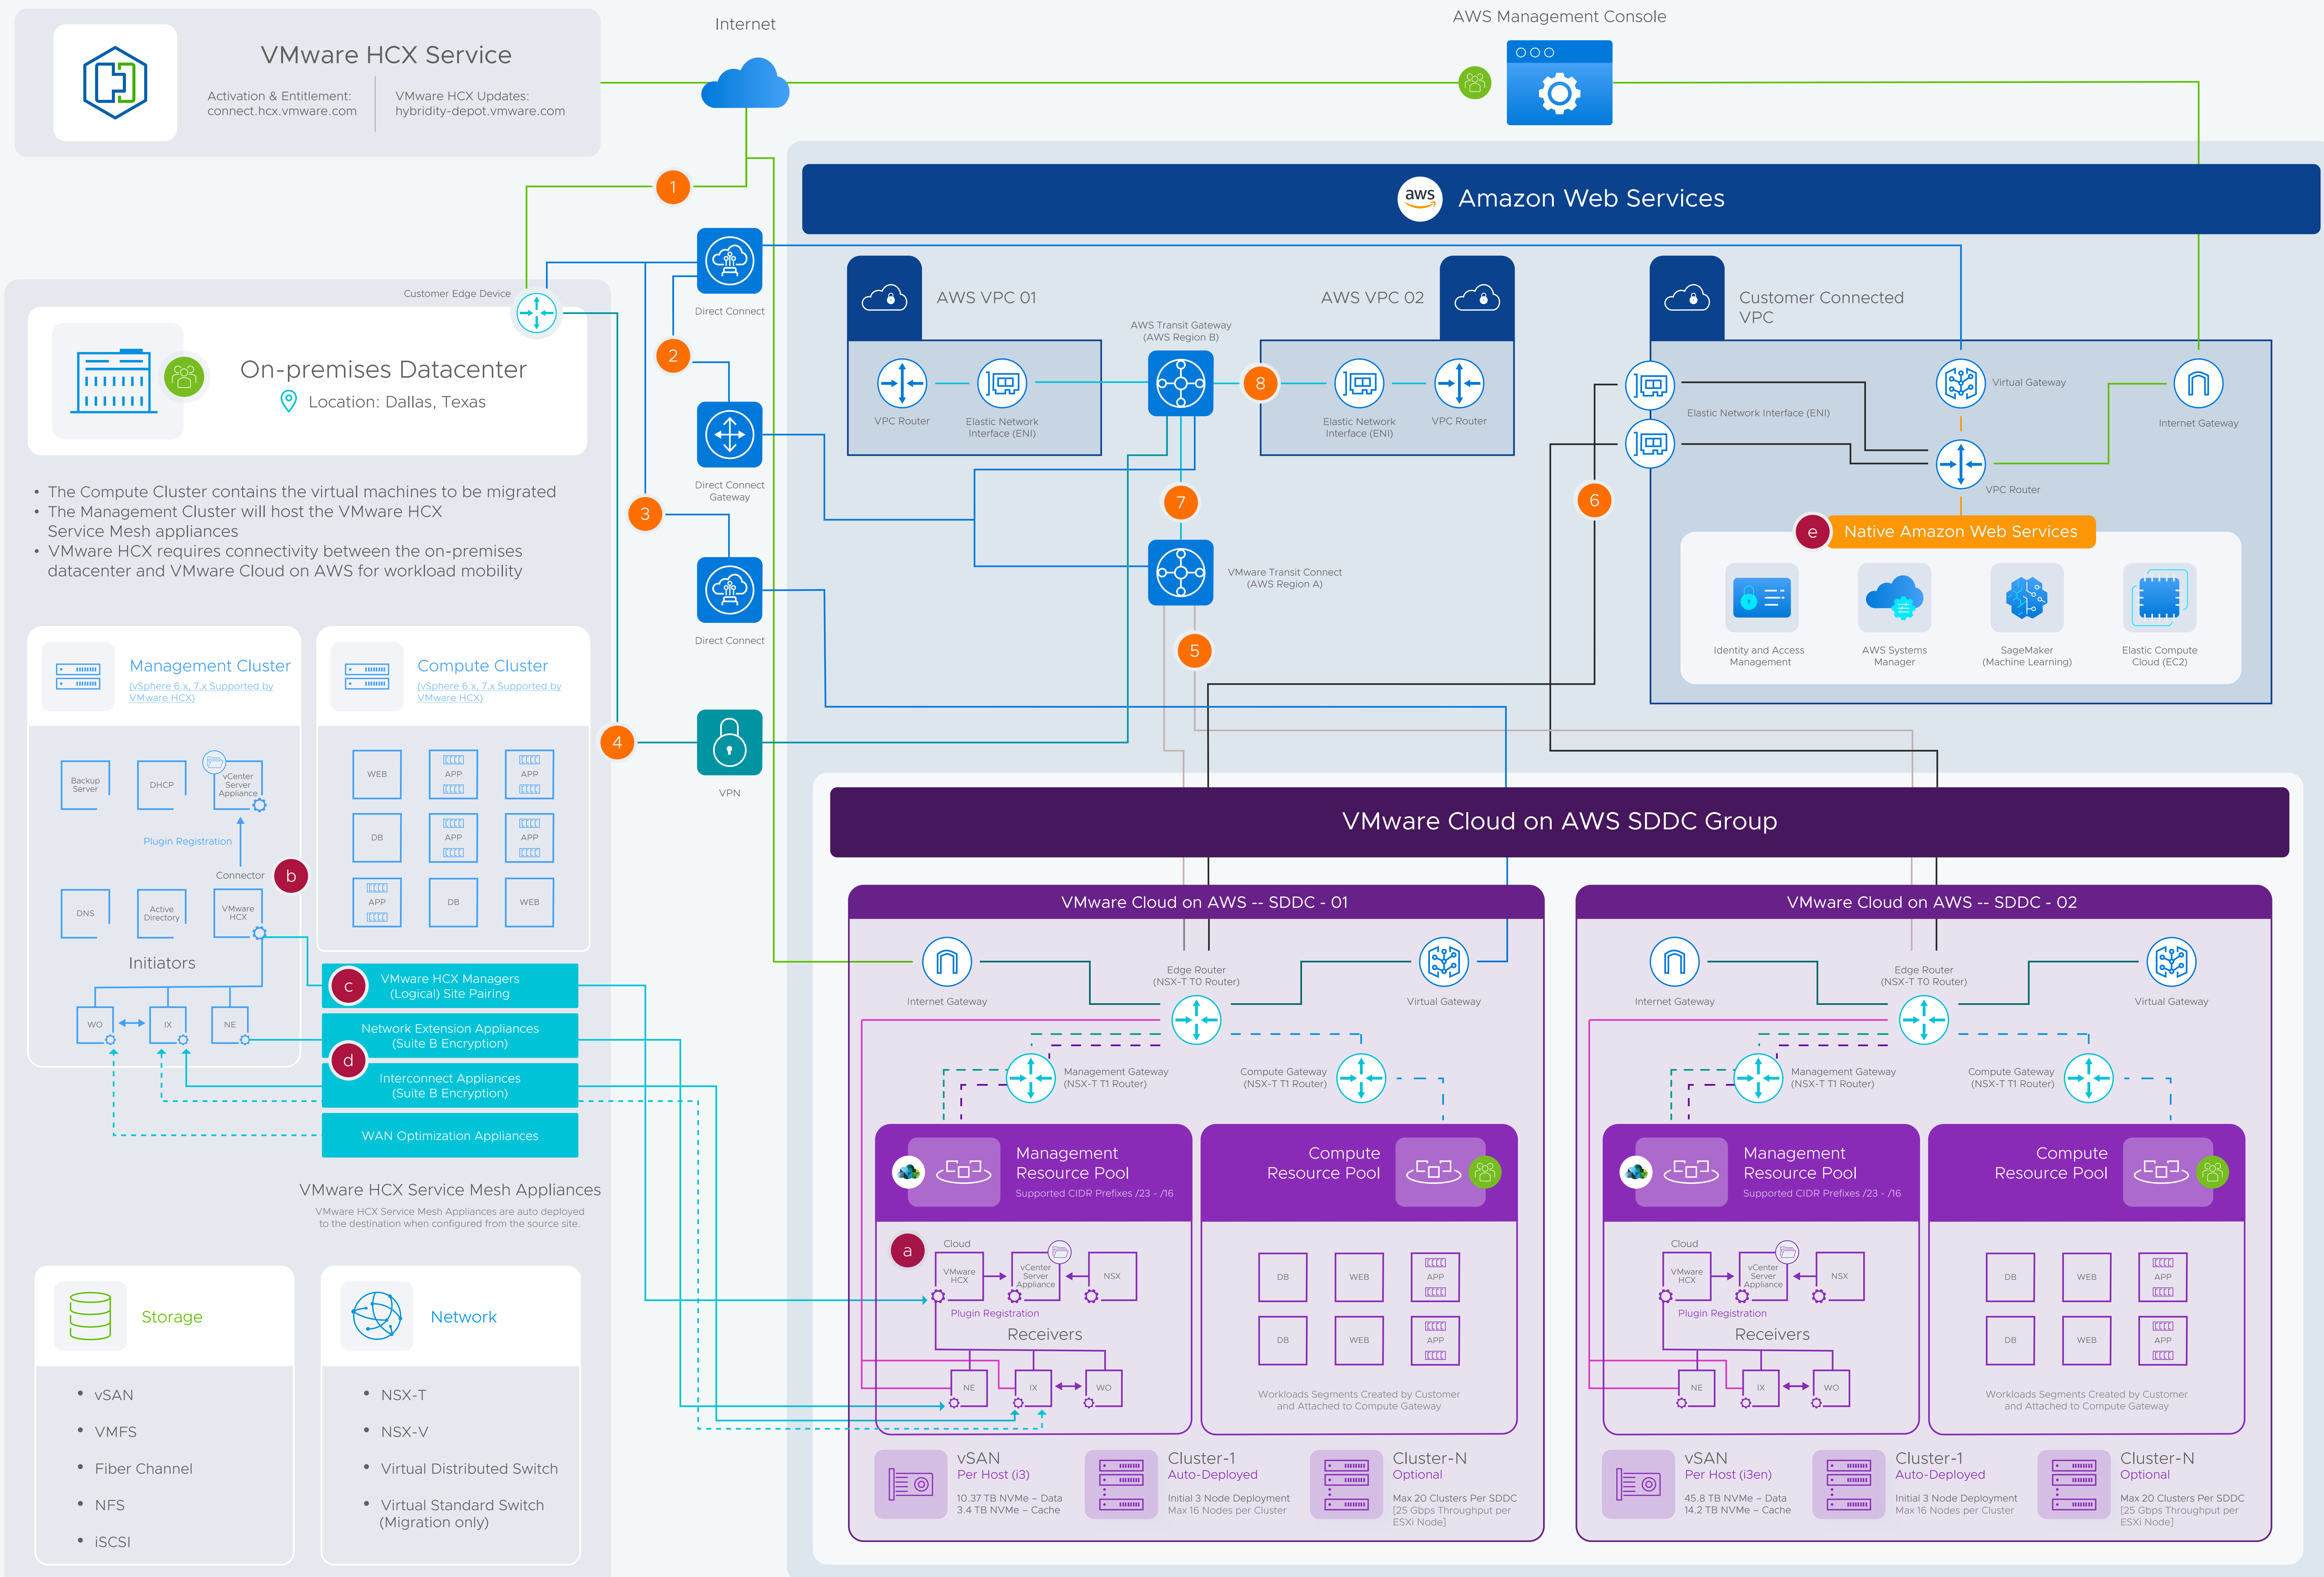 VMware HCX Service
Activation & Entitlement:
connect.hcx.vmware.com
VMware HCX Updates:
hybridity-depot.vmware.com
Internet
AWS Management Console
1
aws
Amazon Web Services
Customer Edge Device
On-premises Datacenter
Location: Dallas, Texas
• The Compute Cluster contains the virtual machines to be migrated
• The Management Cluster will host the VMware HCX
Service Mesh appliances
• VMware HCX requires connectivity between the on-premises
datacenter and VMware Cloud on AWS for workload mobility
Direct Connect
2
Direct Connect
Gateway
3
Direct Connect
4
VPN
AWS VPC 01
VPC Router
Elastic Network
Interface (ENI)
AWS Transit Gateway
(AWS Region B)
AWS VPC 02
8
Elastic Network
Interface (ENI)
VPC Router
7
VMware Transit Connect
(AWS Region A)
5
6
Customer Connected
VPC
Elastic Network Interface (ENI)
Virtual Gateway
Internet Gateway
VPC Router
e
Native Amazon Web Services
Identity and Access
Management
AWS Systems
Manager
SageMaker
(Machine Learning)
Elastic Compute
Cloud (EC2)
Management Cluster
(vSphere 6.x, 7.x Supported by
VMware HCX)
Backup
Server
DHCP
vCenter
Server
Appliance
Plugin Registration
Connector
b
DNS
Active
Directory
VMware
HCX
Initiators
WO
IX
NE
Compute Cluster
(vSphere 6.x, 7.x Supported by
VMware HCX)
WEB
APP
APP
DB
APP
APP
APP
DB
WEB
c
VMware HCX Managers
(Logical) Site Pairing
Network Extension Appliances
(Suite B Encryption)
d
Interconnect Appliances
(Suite B Encryption)
WAN Optimization Appliances
VMware HCX Service Mesh Appliances
VMware HCX Service Mesh Appliances are auto deployed
to the destination when configured from the source site.
Storage
• vSAN
• VMFS
• Fiber Channel
• NFS
• iSCSI
Network
• NSX-T
• NSX-V
• Virtual Distributed Switch
• Virtual Standard Switch
(Migration only)
VMware Cloud on AWS SDDC Group
VMware Cloud on AWS -- SDDC - 01
Internet Gateway
Edge Router
(NSX-T T0 Router)
Virtual Gateway
Management Gateway
(NSX-T T1 Router)
Compute Gateway
(NSX-T T1 Router)
Management
Resource Pool
Supported CIDR Prefixes /23 - /16
Compute
Resource Pool
a
Cloud
VMware
HCX
vCenter
Server
Appliance
NSX
Plugin Registration
Receivers
NE
IX
WO
DB
WEB
APP
DB
WEB
APP
Workloads Segments Created by Customer
and Attached to Compute Gateway
vSAN
Per Host (i3)
10.37 TB NVMe – Data
3.4 TB NVMe – Cache
Cluster-1
Auto-Deployed
Initial 3 Node Deployment
Max 16 Nodes per Cluster
Cluster-N
Optional
Max 20 Clusters Per SDDC
[25 Gbps Throughput per
ESXi Node]
VMware Cloud on AWS -- SDDC - 02
Internet Gateway
Edge Router
(NSX-T T0 Router)
Virtual Gateway
Management Gateway
(NSX-T T1 Router)
Compute Gateway
(NSX-T T1 Router)
Management
Resource Pool
Supported CIDR Prefixes /23 - /16
Compute
Resource Pool
Cloud
VMware
HCX
vCenter
Server
Appliance
NSX
Plugin Registration
Receivers
NE
IX
WO
DB
WEB
APP
DB
WEB
APP
Workloads Segments Created by Customer
and Attached to Compute Gateway
vSAN
Per Host (i3en)
45.8 TB NVMe – Data
14.2 TB NVMe – Cache
Cluster-1
Auto-Deployed
Initial 3 Node Deployment
Max 16 Nodes per Cluster
Cluster-N
Optional
Max 20 Clusters Per SDDC
[25 Gbps Throughput per
ESXi Node]